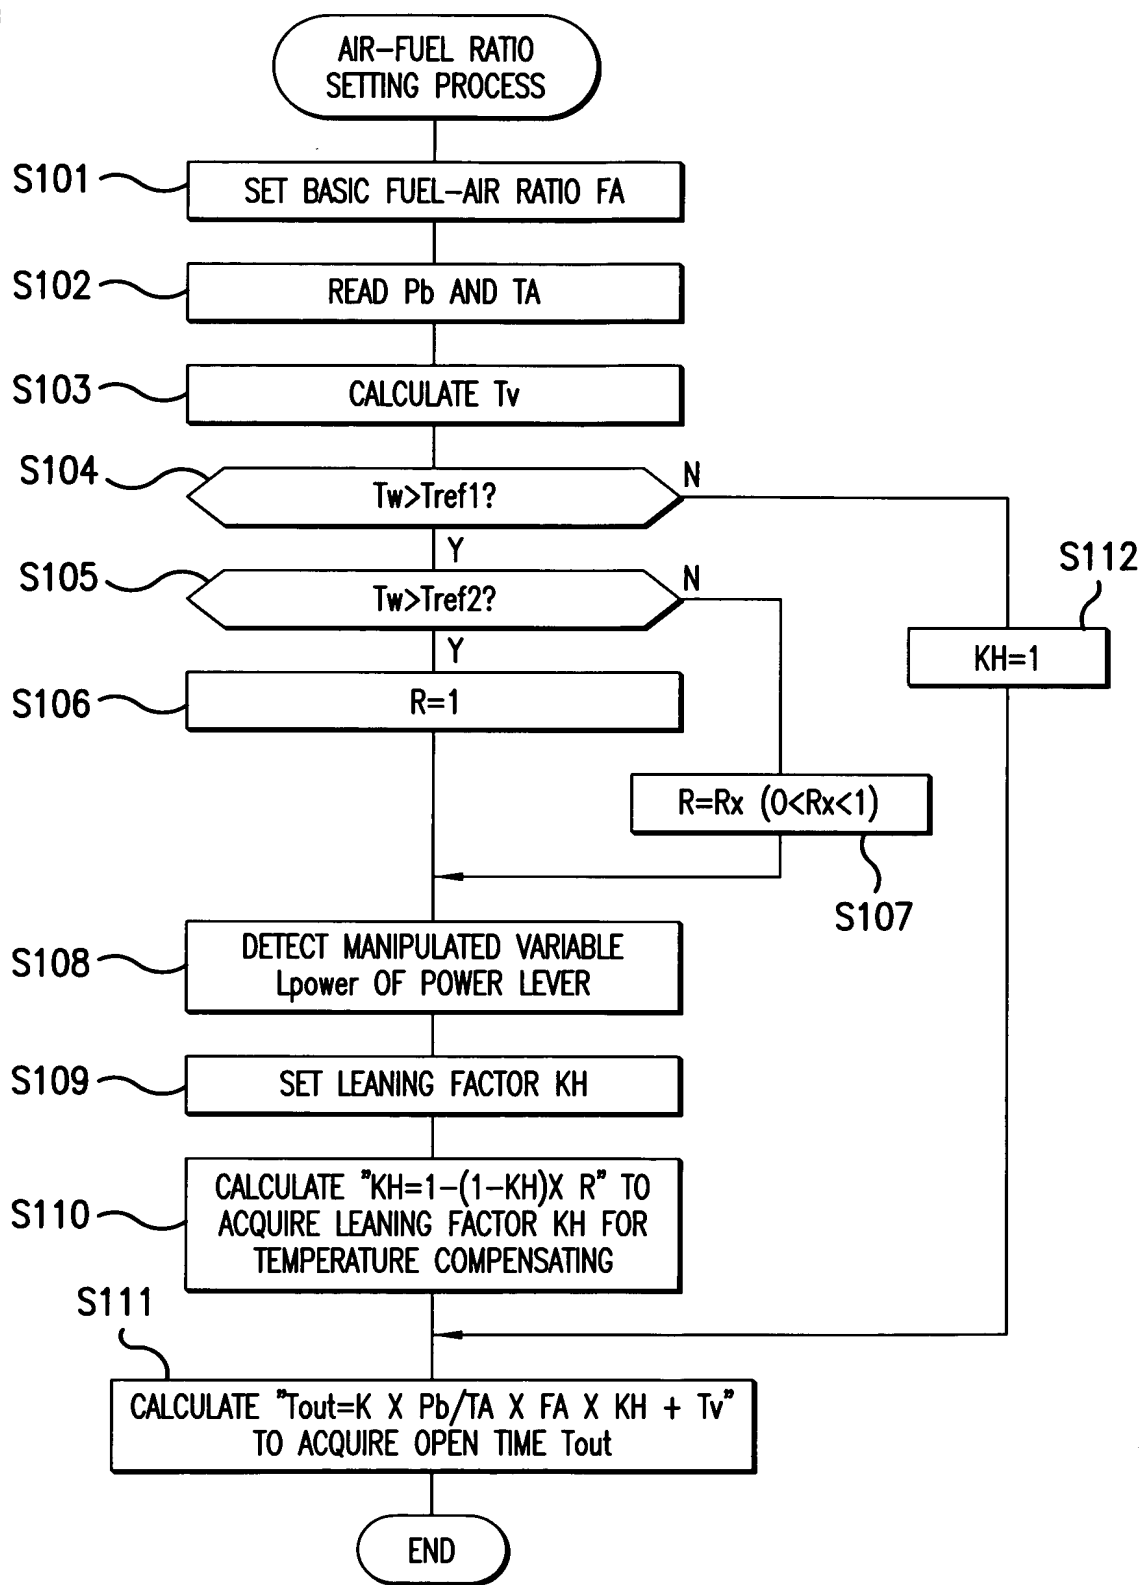 AIR-FUEL RATIO
SETTING PROCESS
S101
SET BASIC FUEL-AIR RATIO FA
S102
READ Pb AND TA
S103
CALCULATE Tv
S104
Tw>Tref1?
N
Y
S105
Tw>Tref2?
N
Y
S112
KH=1
S106
R=1
R=Rx (0<Rx<1)
S107
S108
DETECT MANIPULATED VARIABLE
Lpower OF POWER LEVER
S109
SET LEANING FACTOR KH
S110
CALCULATE "KH=1-(1-KH)X R" TO
ACQUIRE LEANING FACTOR KH FOR
TEMPERATURE COMPENSATING
S111
CALCULATE "Tout=K X Pb/TA X FA X KH + Tv"
TO ACQUIRE OPEN TIME Tout
END